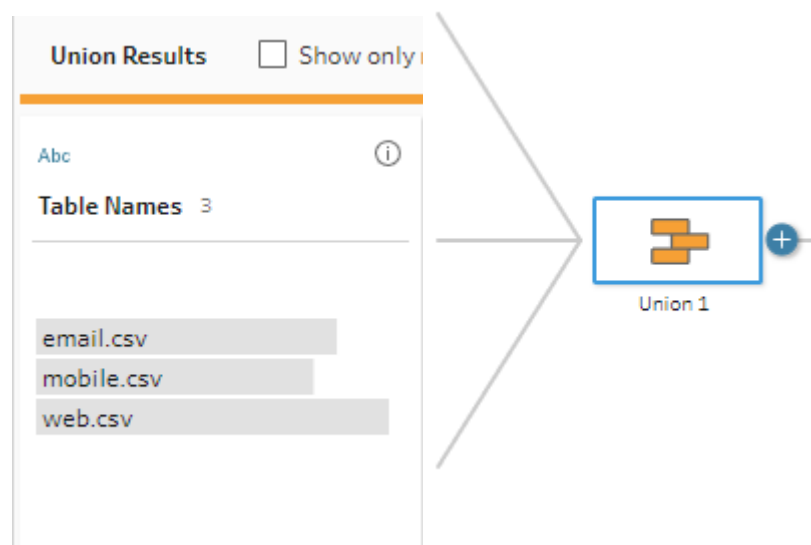 Union Results Show only
Abc
Table Names 3
email.csv
mobile.csv
web.csv
Union 1